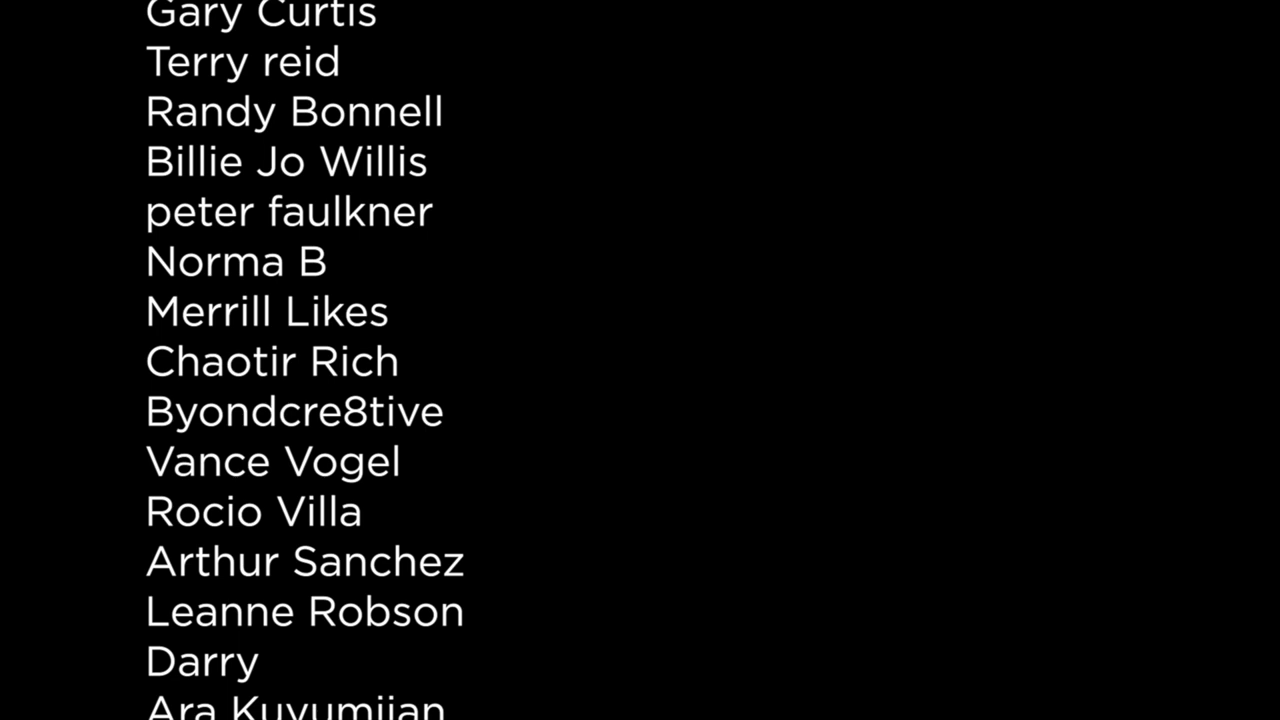 Gary Curtis
Terry reid
Randy Bonnell
Billie Jo Willis
peter faulkner
Norma B
Merrill Likes
Chaotir Rich
Byondcre8tive
Vance Vogel
Rocio Villa
Arthur Sanchez
Leanne Robson
Darry
Ara Kuyumjian